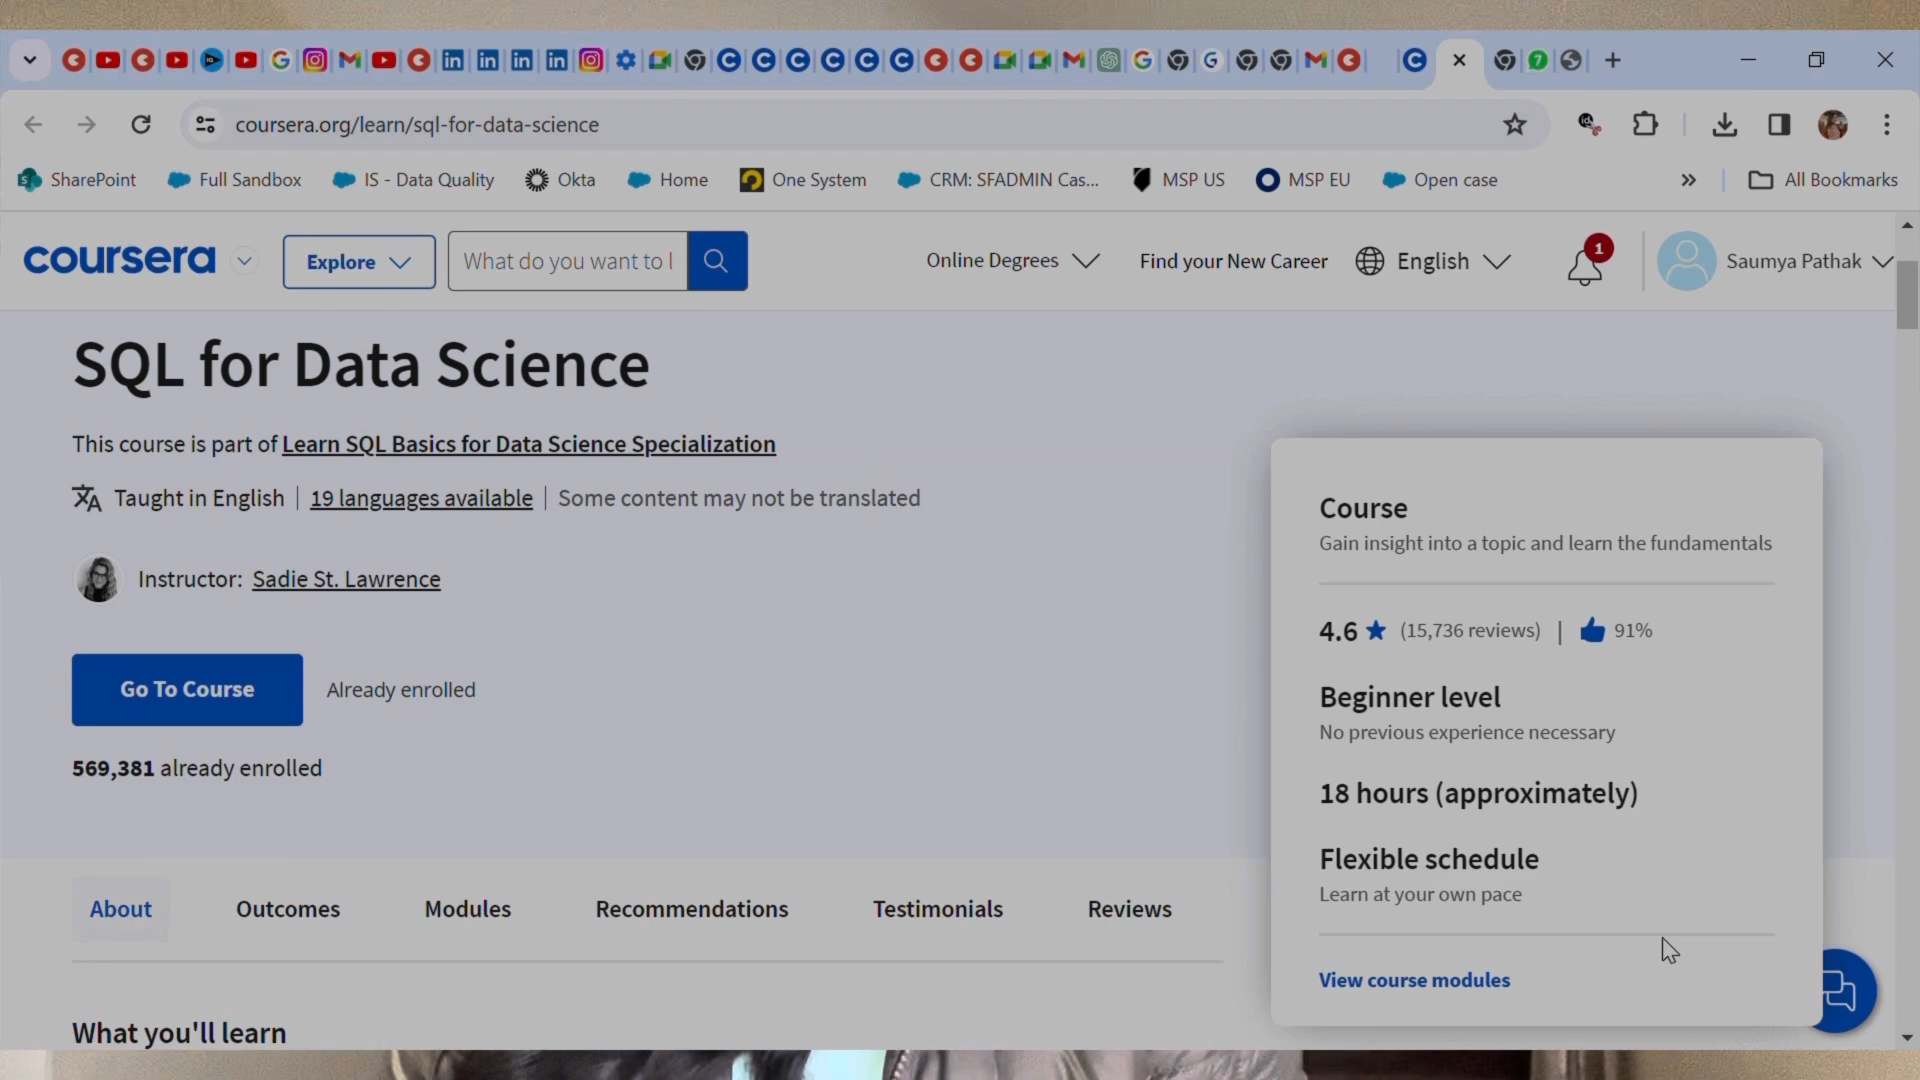 coursera.org/learn/sql-for-data-science
SharePoint Full Sandbox IS - Data Quality Okta Home One System CRM: SFADMIN Cas... MSP US MSP EU Open case » All Bookmarks
coursera Explore What do you want to l Online Degrees Find your New Career English 1 Saumya Pathak
SQL for Data Science
This course is part of Learn SQL Basics for Data Science Specialization
Taught in English | 19 languages available | Some content may not be translated
Instructor: Sadie St. Lawrence
Go To Course Already enrolled
569,381 already enrolled
Course
Gain insight into a topic and learn the fundamentals
4.6 (15,736 reviews) | 91%
Beginner level
No previous experience necessary
18 hours (approximately)
Flexible schedule
Learn at your own pace
View course modules
About Outcomes Modules Recommendations Testimonials Reviews
What you'll learn